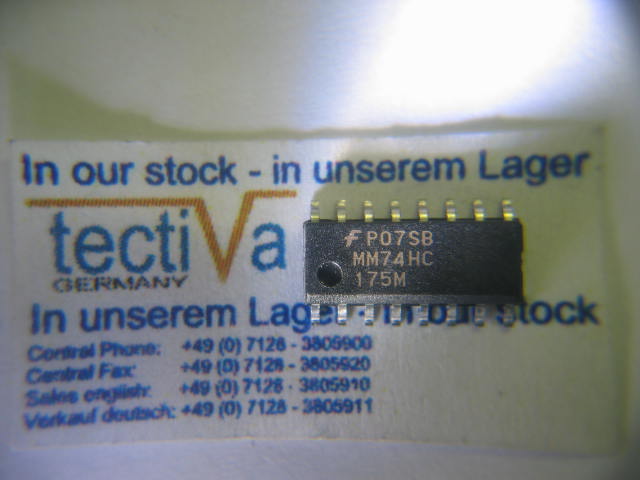 In our stock - in unserem Lager
tectiVa
GERMANY
F P07SB
MM74HC
175M
In unserem Lager - in our stock
Central Phone: +49 (0) 7128 - 3805900
Central Fax: +49 (0) 7128 - 3805920
Sales english: +49 (0) 7128 - 3805910
Verkauf deutsch: +49 (0) 7128 - 3805911